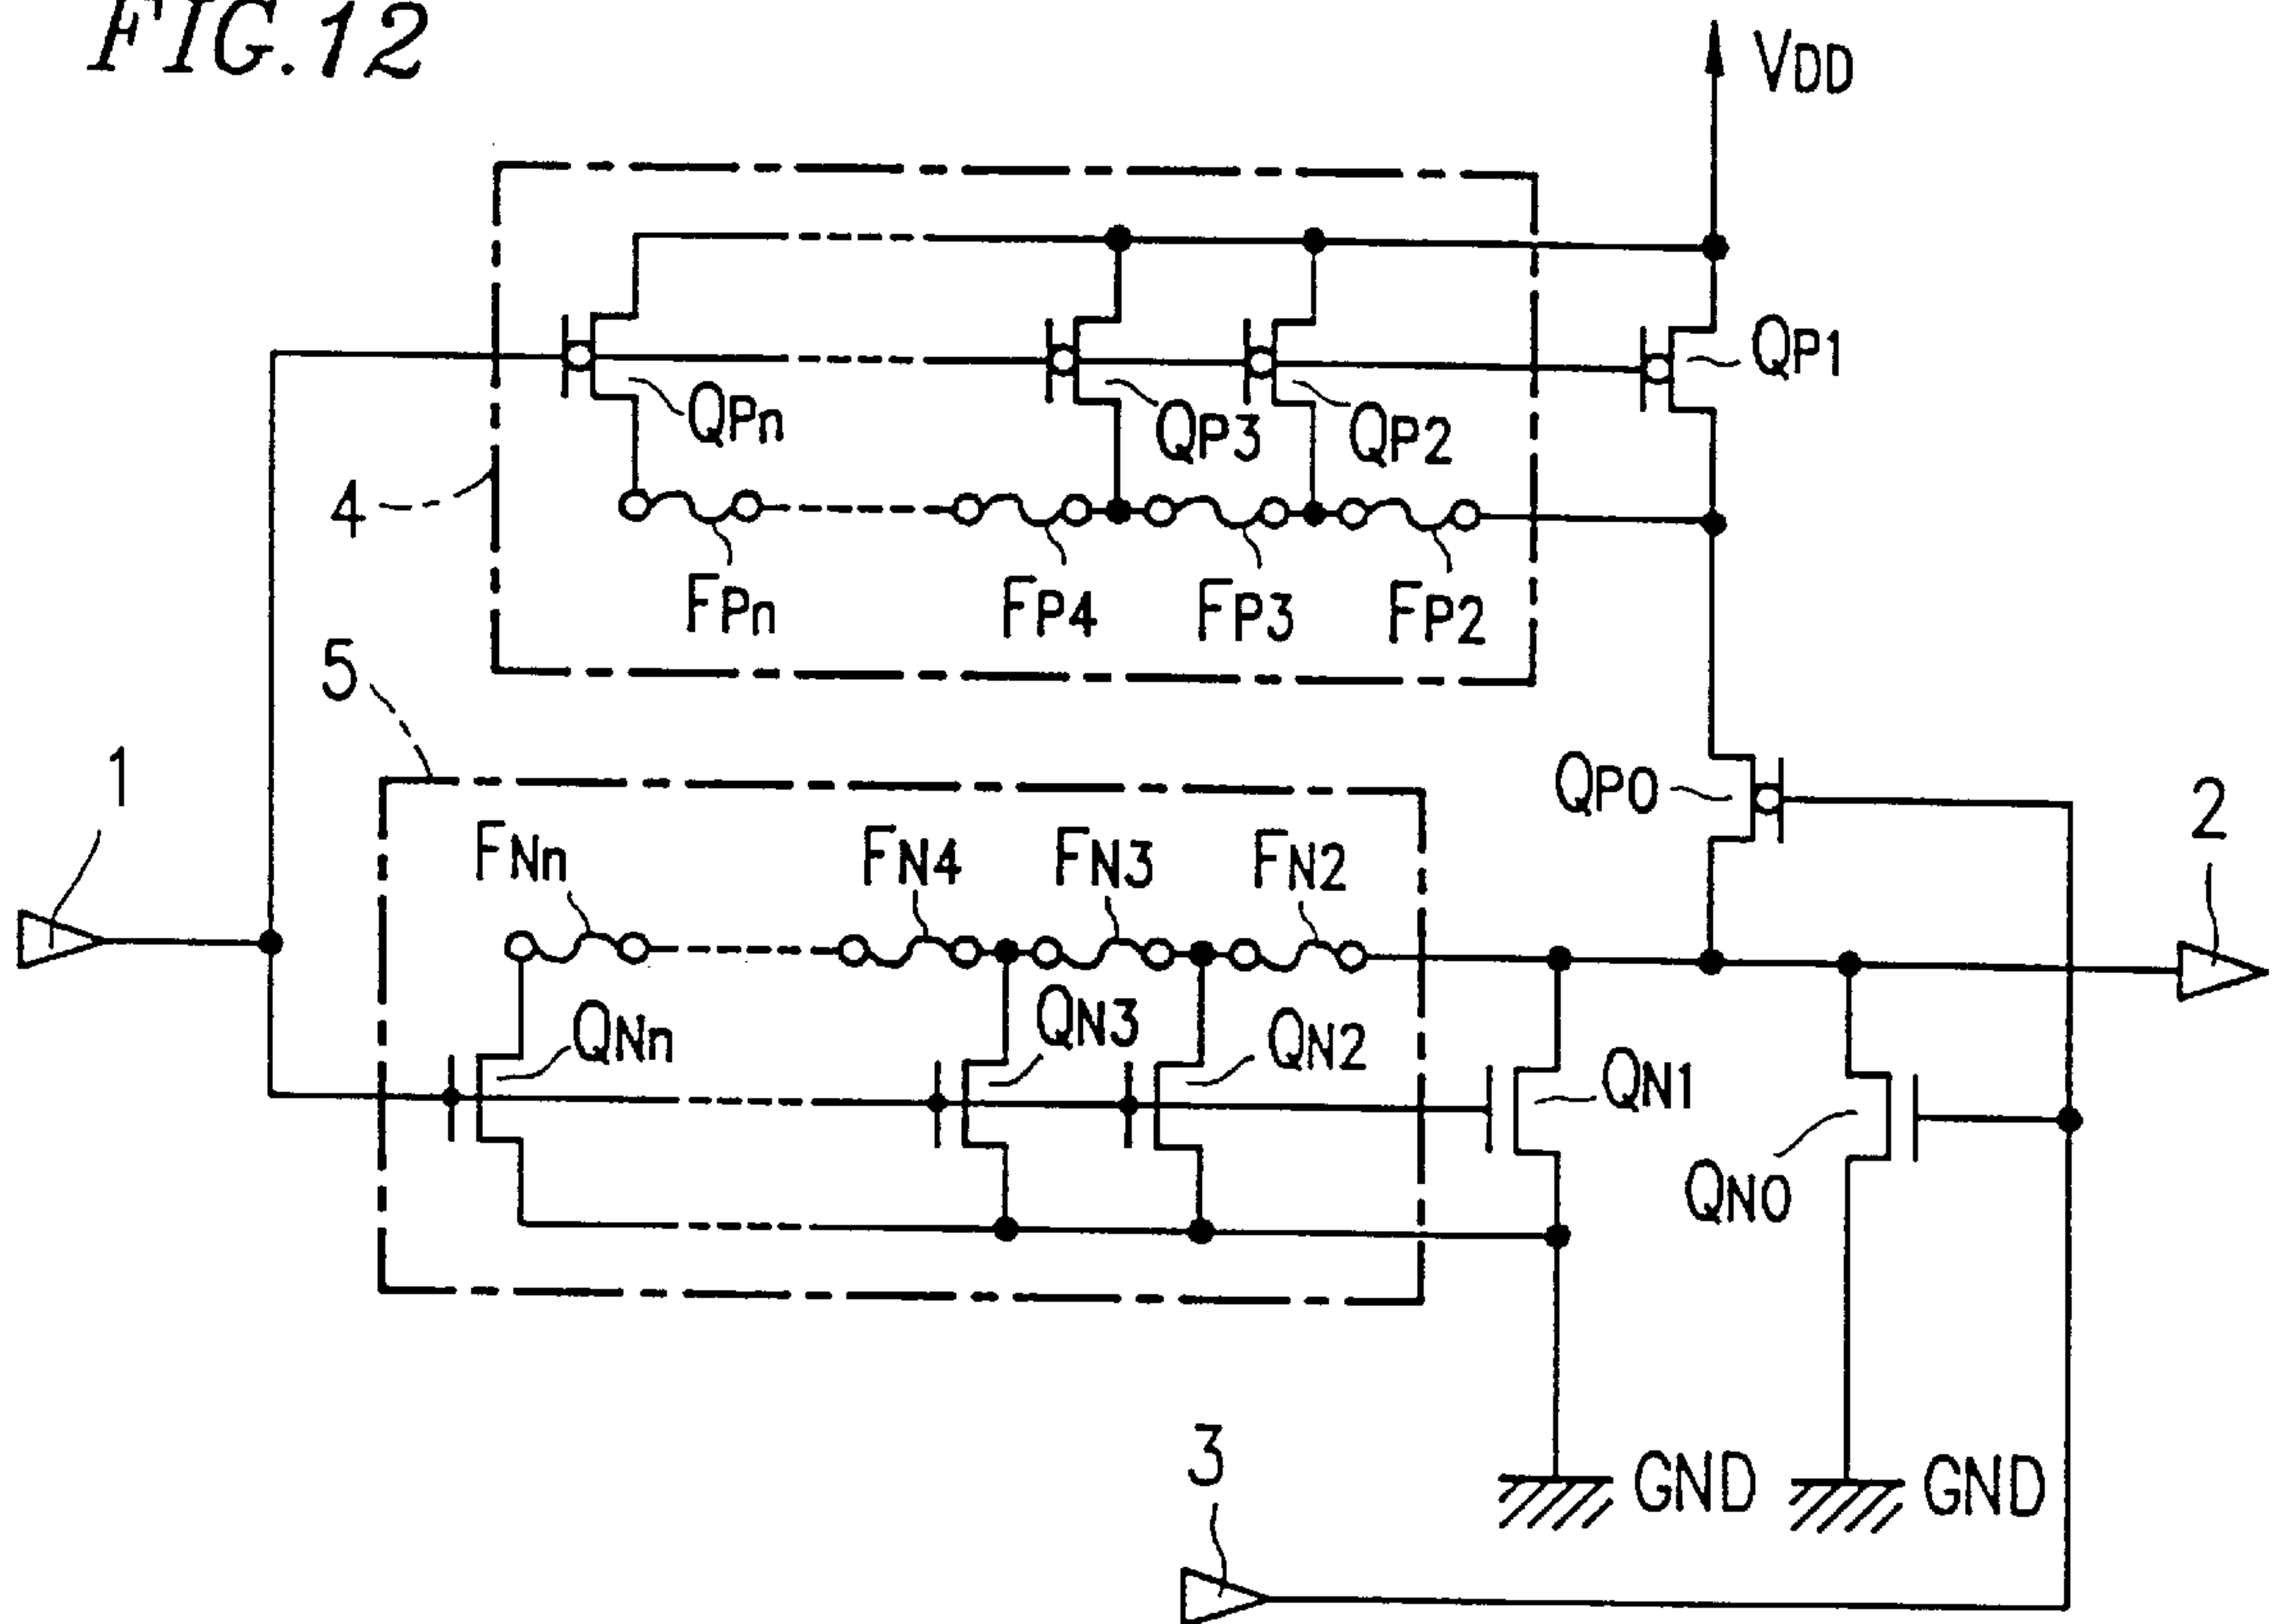 FIG.12
VDD
QP1
QPn
QP3
QP2
4
FPn
FP4
FP3
FP2
5
1
QP0
2
FNn
FN4
FN3
FN2
QNn
QN3
QN2
QN1
QN0
3
GND
GND